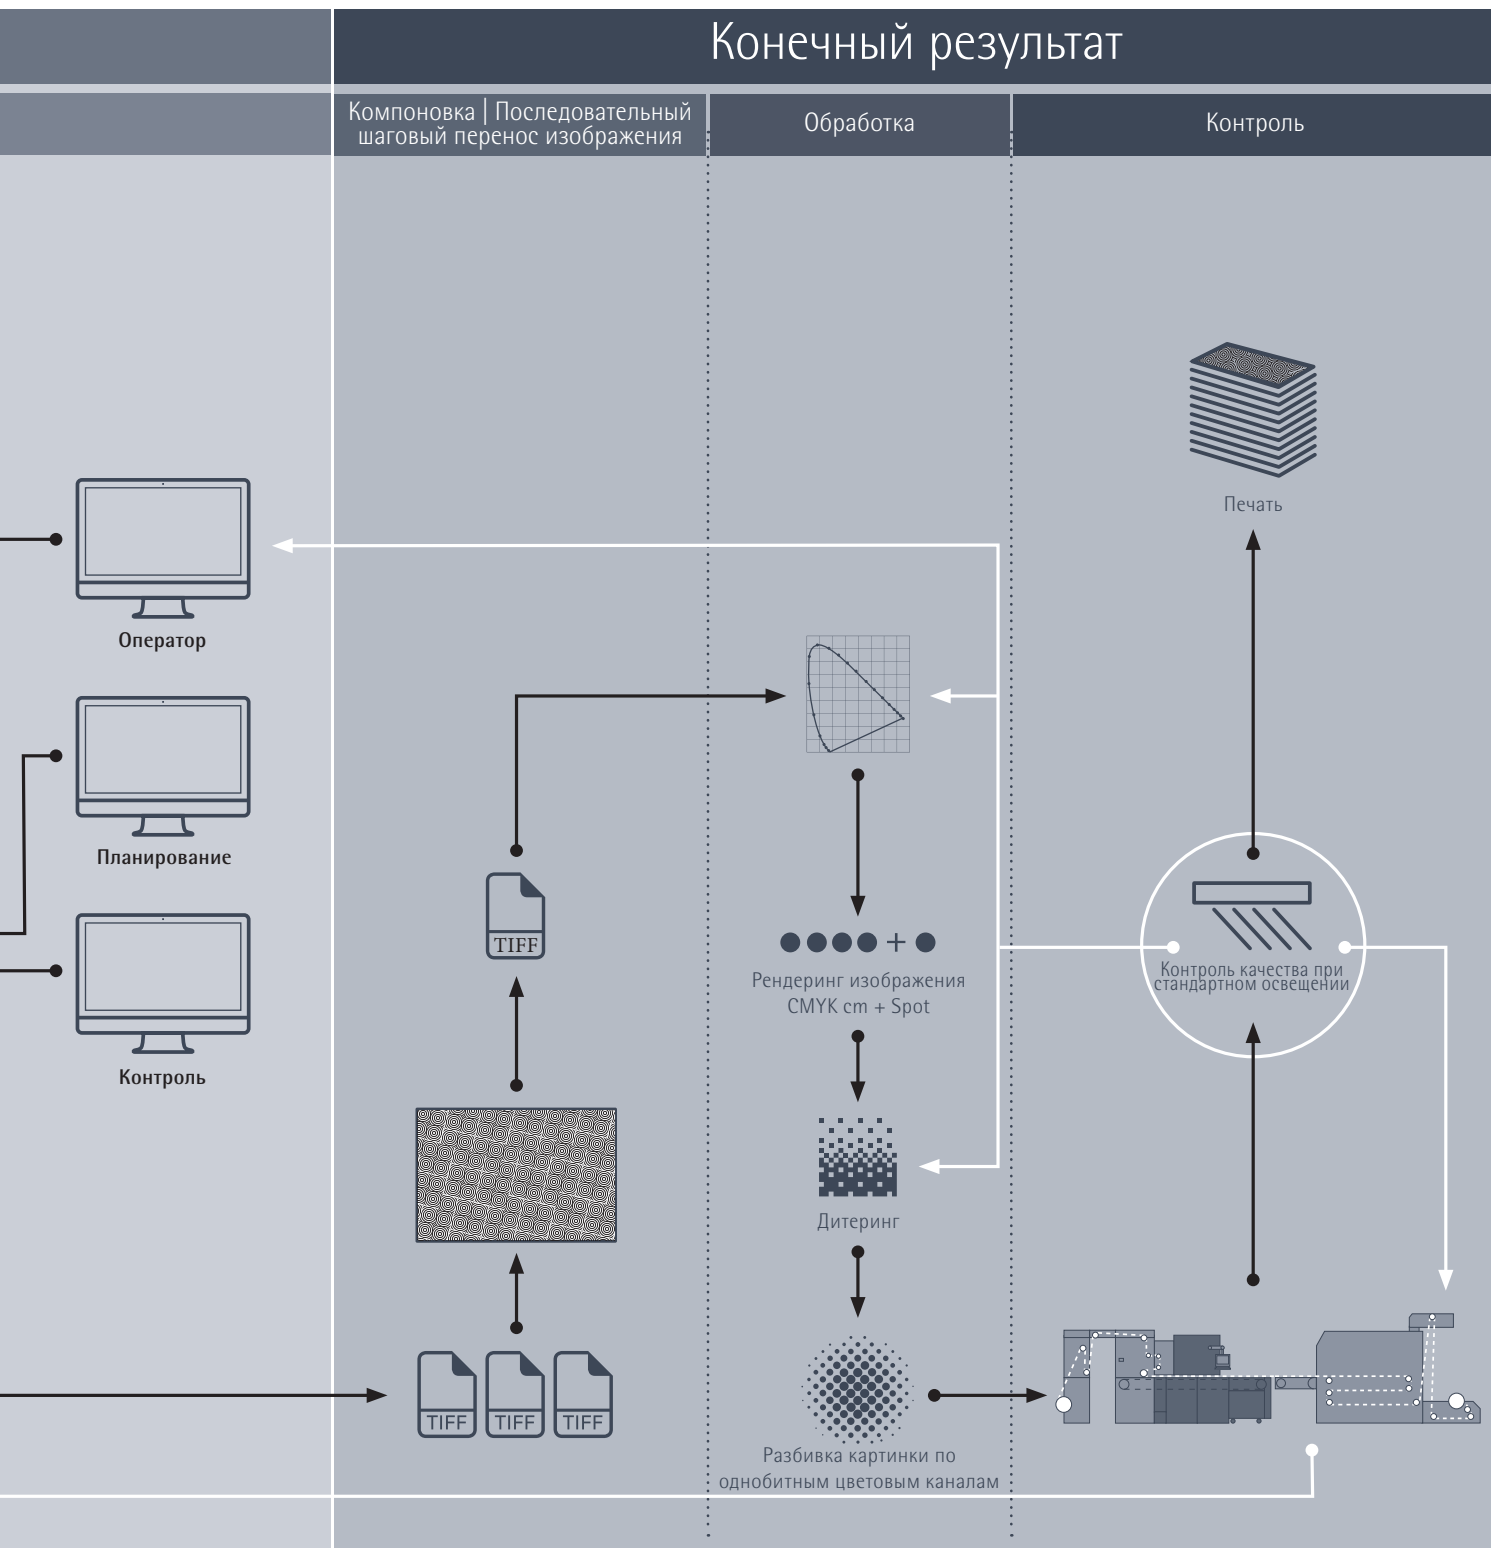 Конечный результат
Компоновка | Последовательный
шаговый перенос изображения
Обработка
Контроль
Печать
Оператор
Планирование
Контроль
TIFF
Рендеринг изображения
CMYK cm + Spot
Контроль качества при
стандартном освещении
Дитеринг
TIFF
TIFF
TIFF
Разбивка картинки по
однобитным цветовым каналам